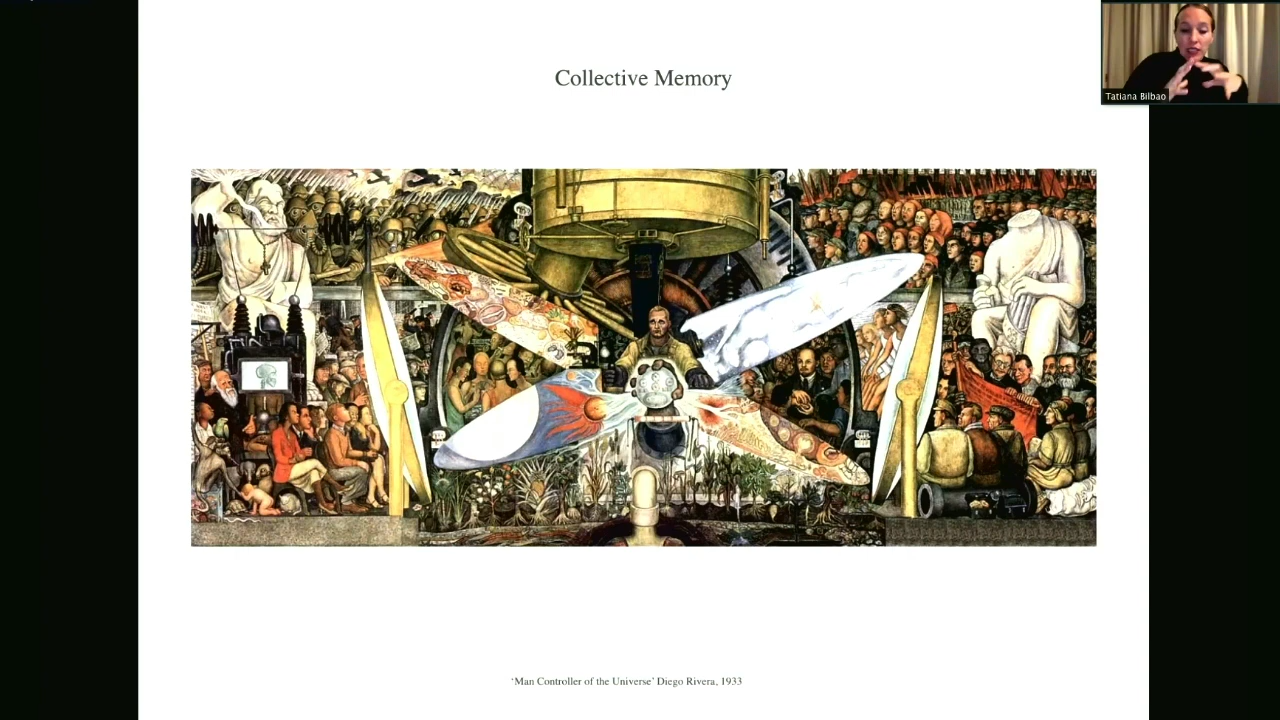 Collective Memory
Tatiana Bilbao
‘Man Controller of the Universe’ Diego Rivera, 1933